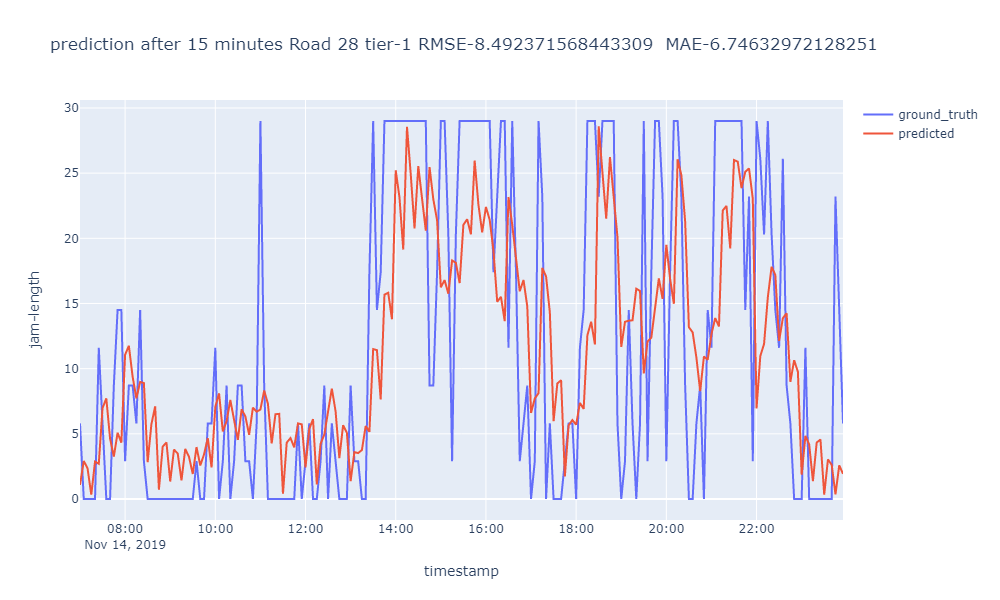 prediction after 15 minutes Road 28 tier-1 RMSE-8.492371568443309  MAE-6.74632972128251
ground_truth
predicted
30
25
20
15
10
5
0
jam-length
08:00 10:00 12:00 14:00 16:00 18:00 20:00 22:00
Nov 14, 2019
timestamp